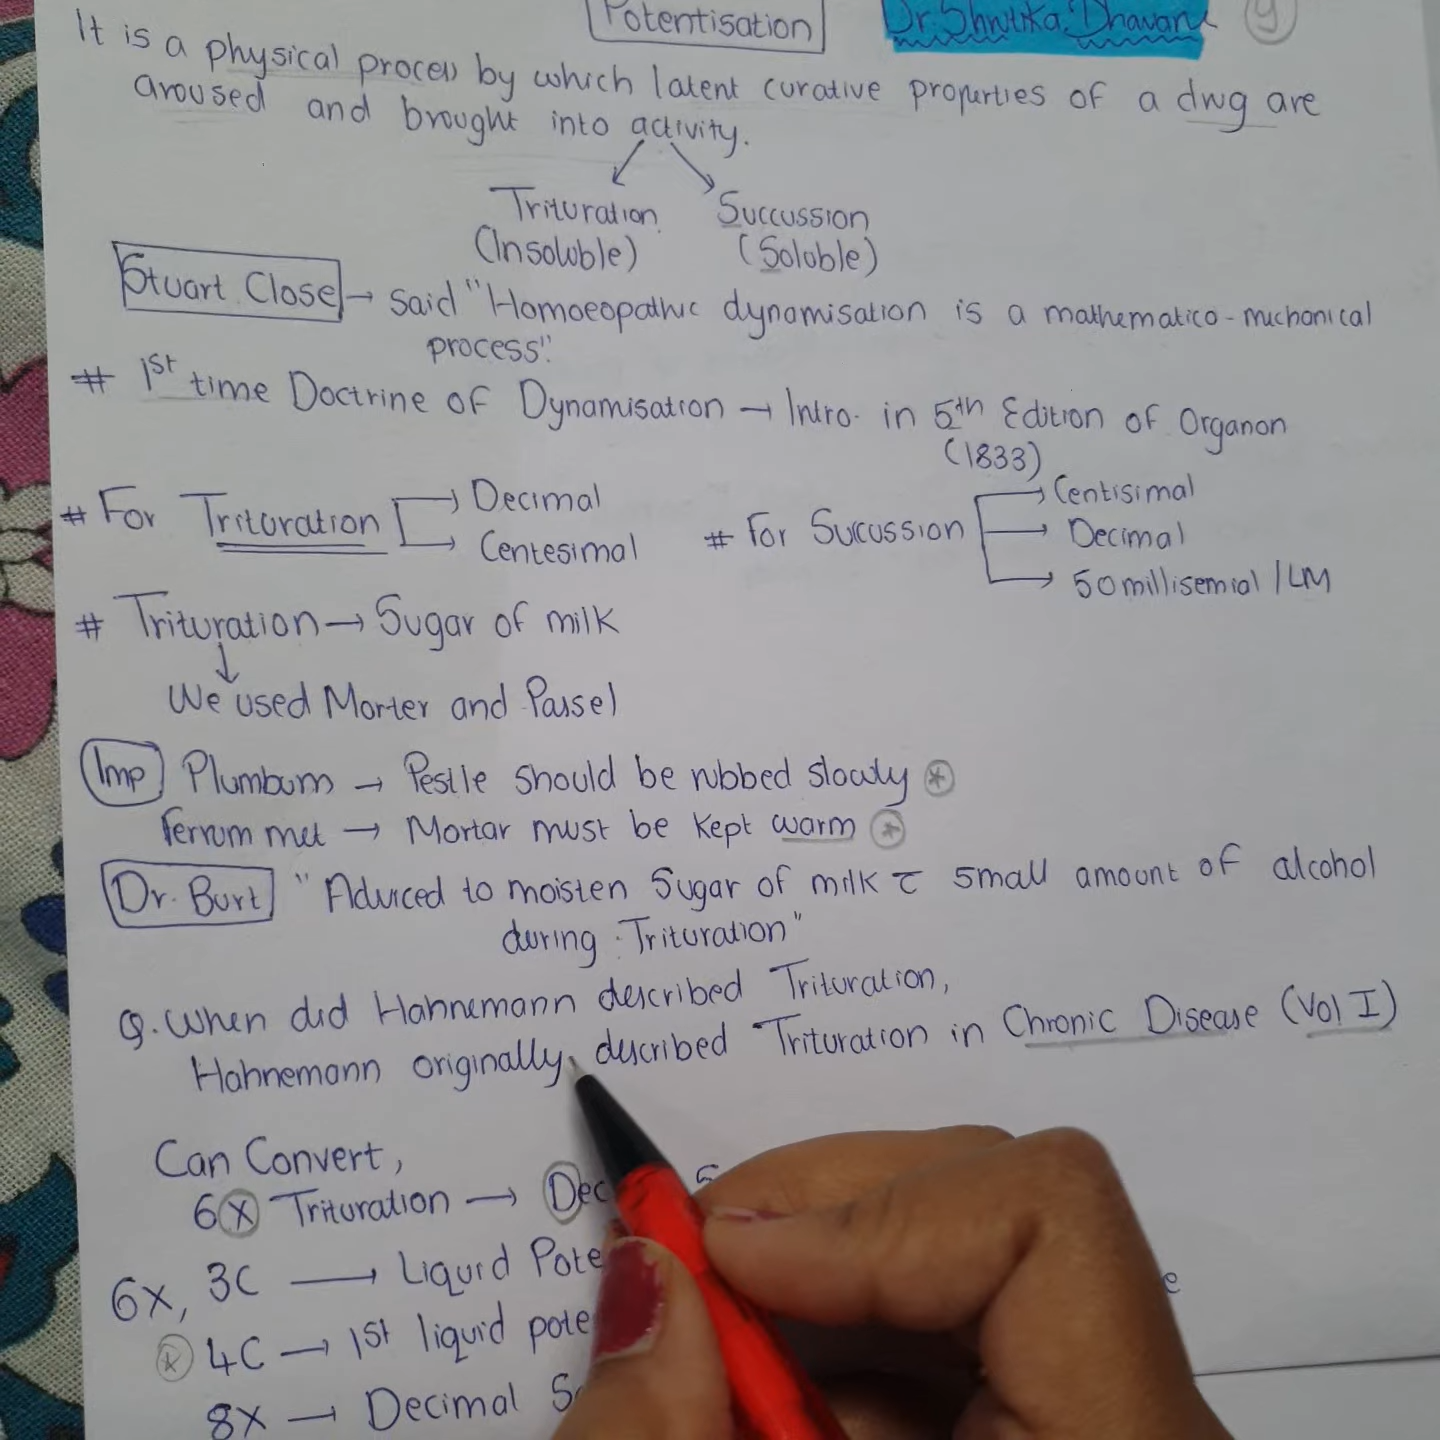 Potentisation Dr. Shrutika Dhavane 9
It is a physical process by which latent curative properties of a drug are
aroused and brought into activity.
Trituration Succussion
(Insoluble) (Soluble)
Stuart Close → said "Homoeopathic dynamisation is a mathematico-mechanical
process".
# 1st time Doctrine of Dynamisation → Intro. in 5th Edition of Organon
(1833)
# For Trituration → Decimal
→ Centesimal
# For Succussion → Centisimal
→ Decimal
→ 50 millisemial / LM
# Trituration → Sugar of milk
↓
We used Morter and Passel
Imp Plumbum → Pestle should be rubbed slowly *
Ferrum met → Mortar must be kept warm *
Dr. Burt "Adviced to moisten Sugar of milk c̄ small amount of alcohol
during Trituration"
Q. When did Hahnemann described Trituration,
Hahnemann originally described Trituration in Chronic Disease (Vol I)
Can Convert,
6X Trituration →
6X, 3C → Liquid
* 4C → 1st liquid
8X → Decimal